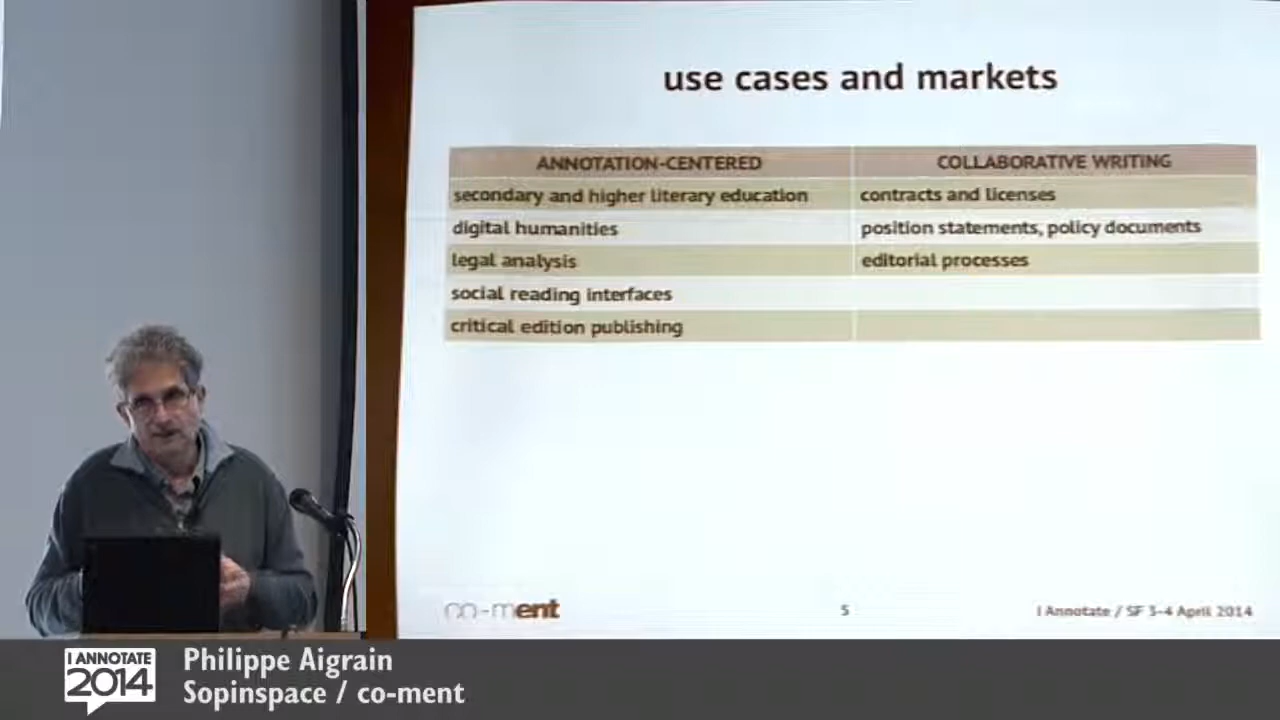 use cases and markets
ANNOTATION-CENTERED COLLABORATIVE WRITING
secondary and higher literary education contracts and licenses
digital humanities position statements, policy documents
legal analysis editorial processes
social reading interfaces
critical edition publishing
co-ment 5 I Annotate / SF 3-4 April 2014
I ANNOTATE
2014
Philippe Aigrain
Sopinspace / co-ment